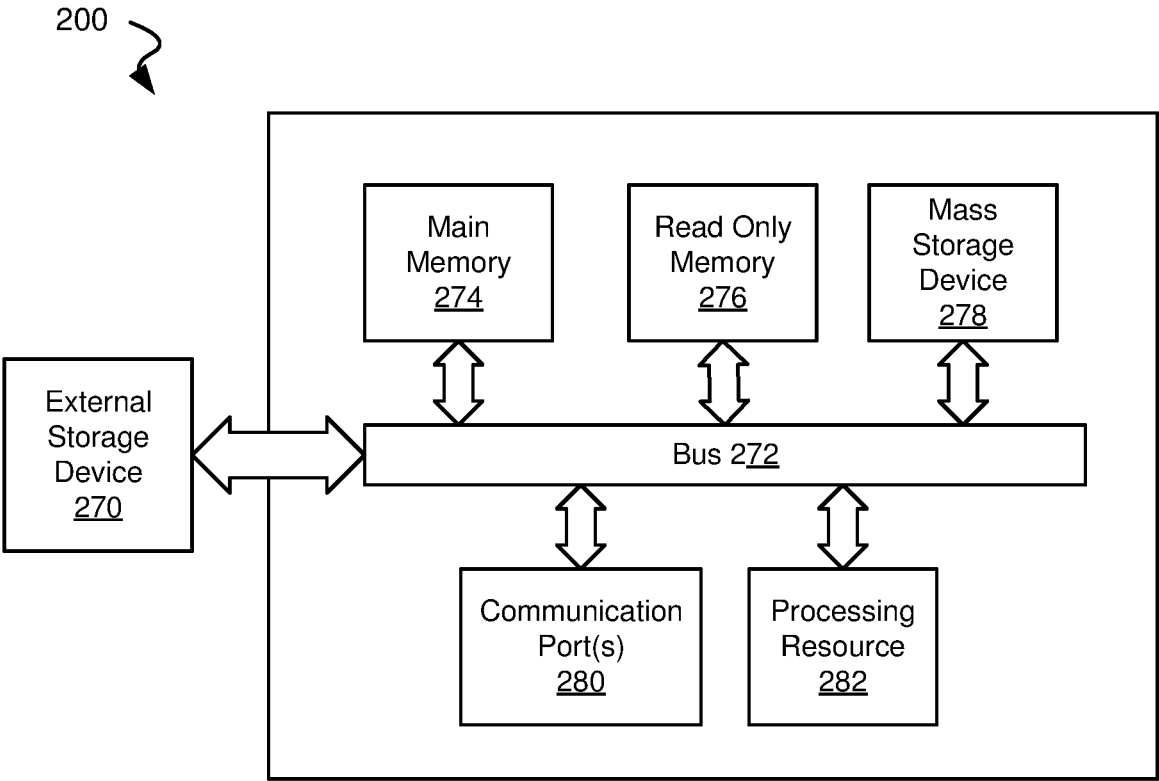 200
Main
Memory
274
Read Only
Memory
276
Mass
Storage
Device
278
External
Storage
Device
270
Bus 272
Communication
Port(s)
280
Processing
Resource
282